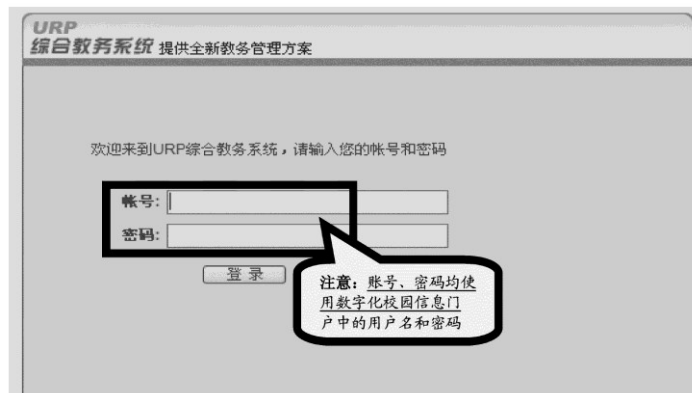 URP
综合教务系统 提供全新教务管理方案
欢迎来到URP综合教务系统，请输入您的帐号和密码
帐号:
密码:
登 录
注意：账号、密码均使
用数字化校园信息门
户中的用户名和密码